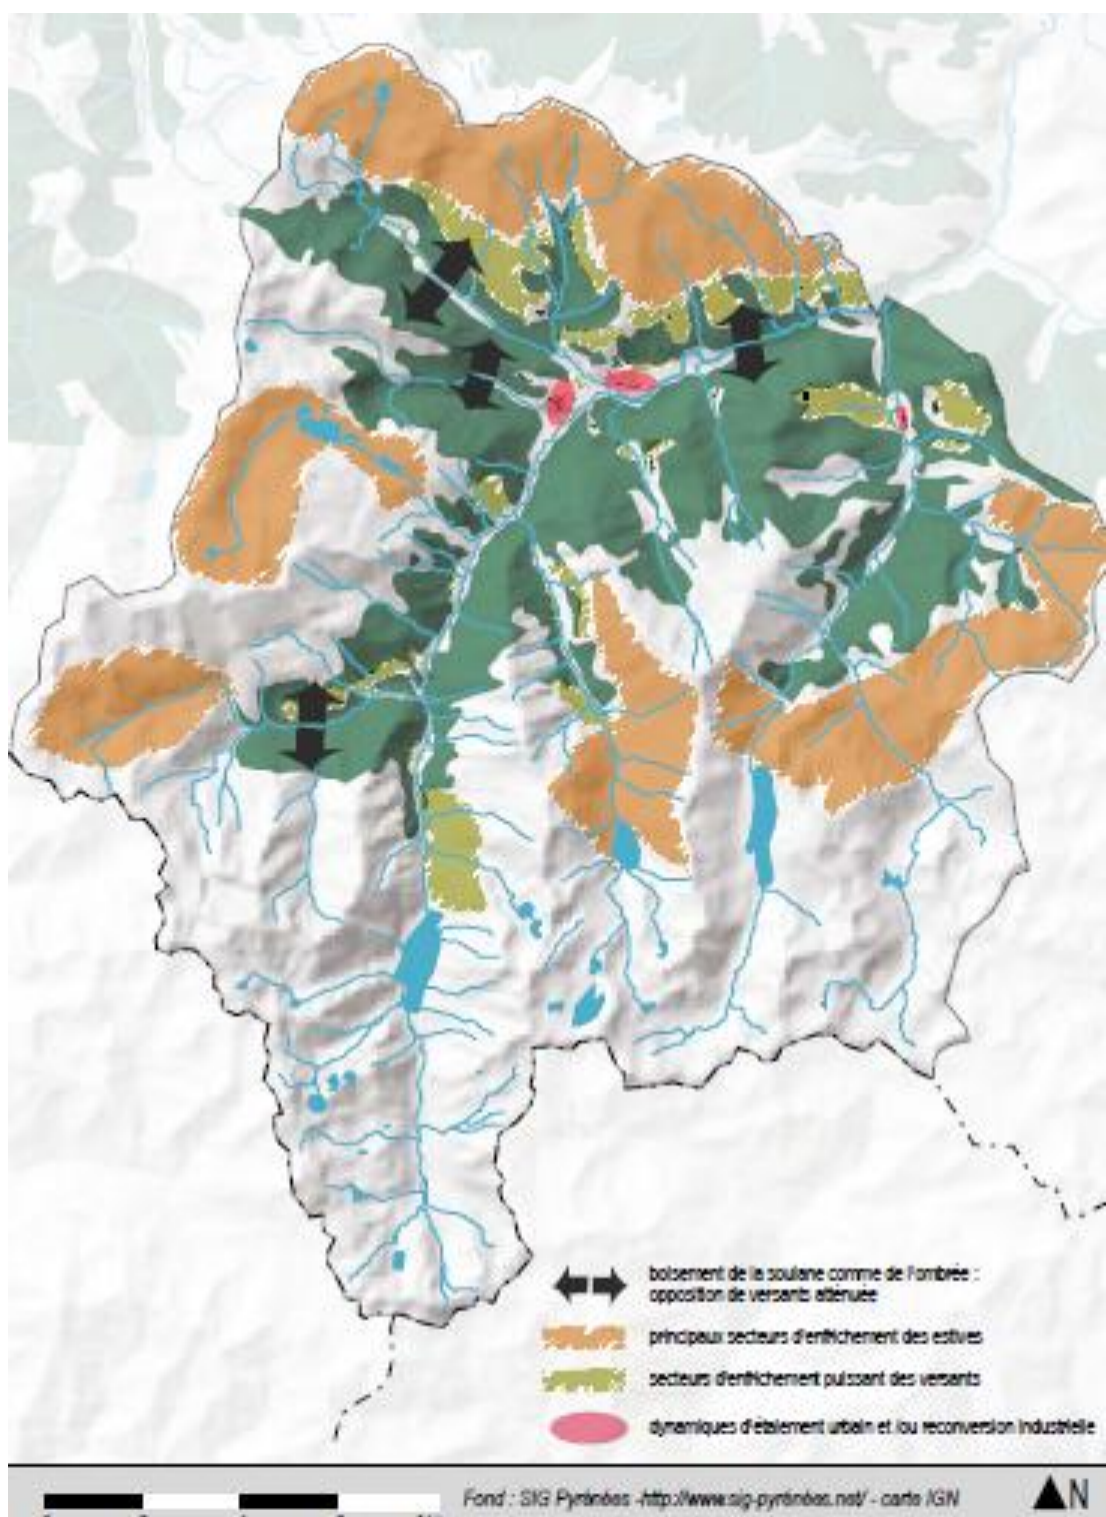 boisement de la soulane comme de l'ombrée :
opposition de versants atténuée
principaux secteurs d'enfrichement des estives
secteurs d'enfrichement puissant des versants
dynamiques d'étalement urbain et /ou reconversion industrielle
Fond : SIG Pyrénées -http://www.sig-pyrénées.net/ - carte IGN
N